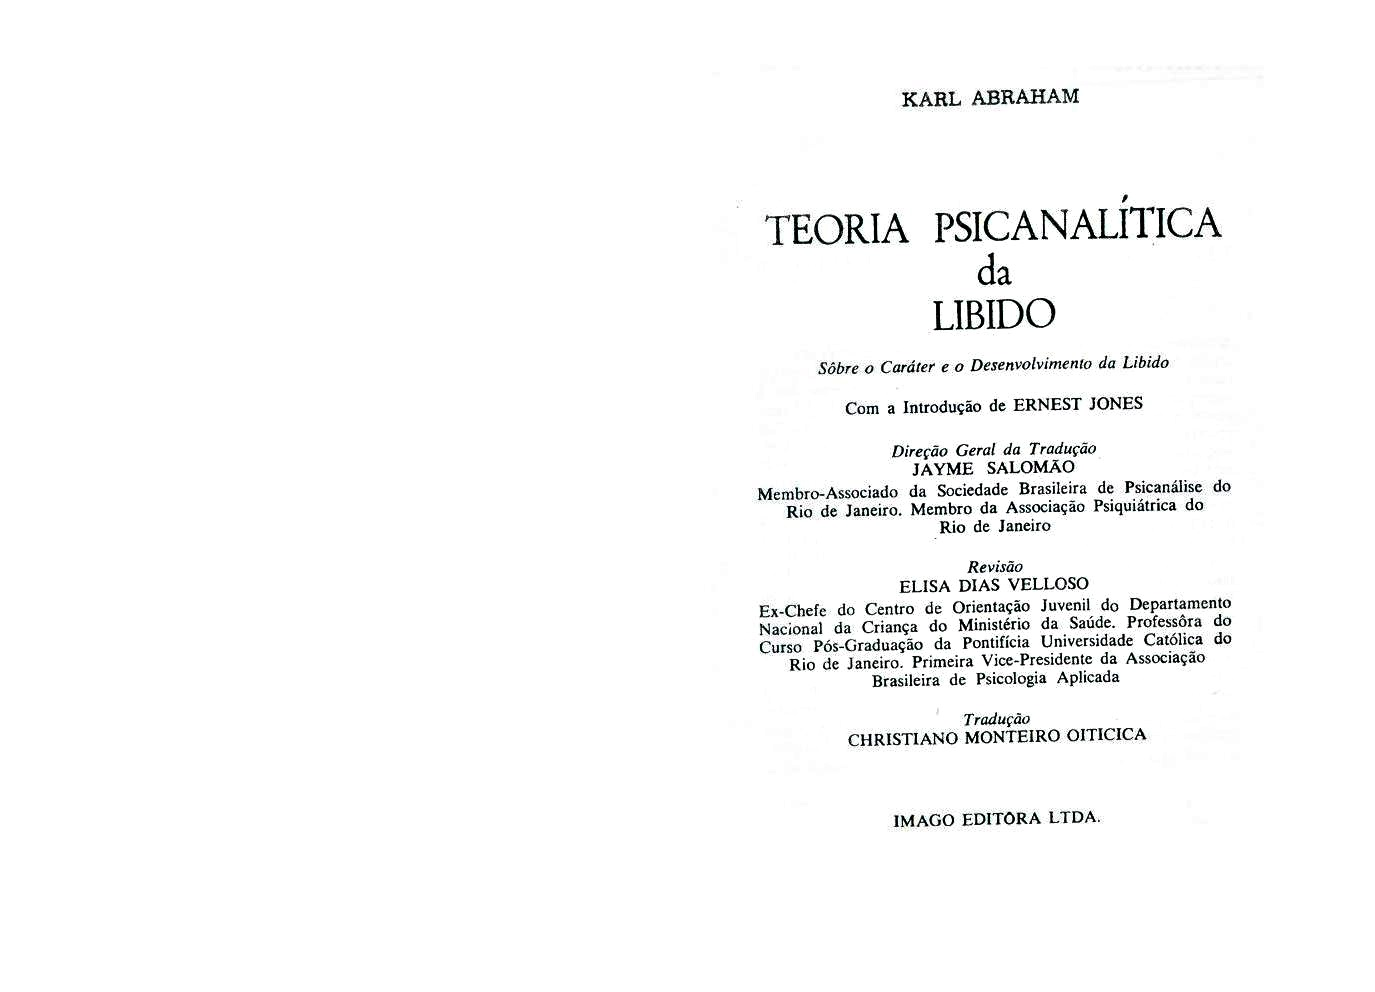 KARL ABRAHAM
TEORIA PSICANALÍTICA
da
LIBIDO
Sôbre o Caráter e o Desenvolvimento da Libido
Com a Introdução de ERNEST JONES
Direção Geral da Tradução
JAYME SALOMÃO
Membro-Associado da Sociedade Brasileira de Psicanálise do
Rio de Janeiro. Membro da Associação Psiquiátrica do
Rio de Janeiro
Revisão
ELISA DIAS VELLOSO
Ex-Chefe do Centro de Orientação Juvenil do Departamento
Nacional da Criança do Ministério da Saúde. Professôra do
Curso Pós-Graduação da Pontifícia Universidade Católica do
Rio de Janeiro. Primeira Vice-Presidente da Associação
Brasileira de Psicologia Aplicada
Tradução
CHRISTIANO MONTEIRO OITICICA
IMAGO EDITÔRA LTDA.